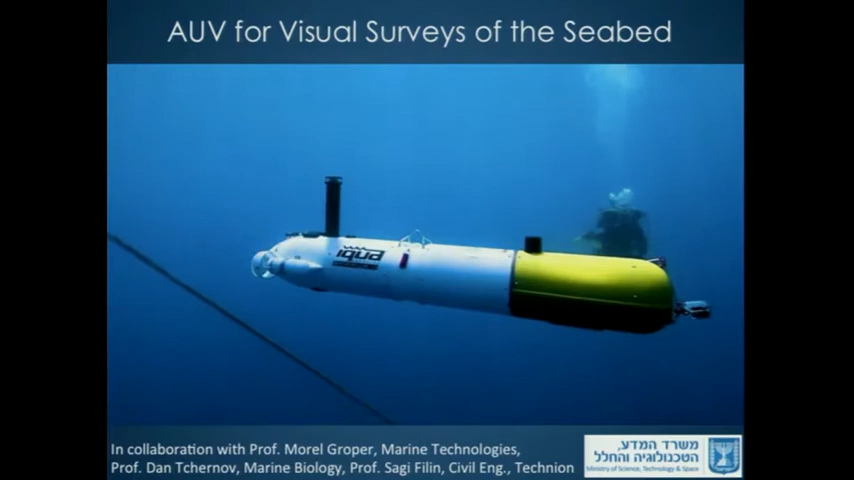 AUV for Visual Surveys of the Seabed
iqua
In collaboration with Prof. Morel Groper, Marine Technologies,
Prof. Dan Tchernov, Marine Biology, Prof. Sagi Filin, Civil Eng., Technion
משרד המדע,
הטכנולוגיה והחלל
Ministry of Science, Technology & Space